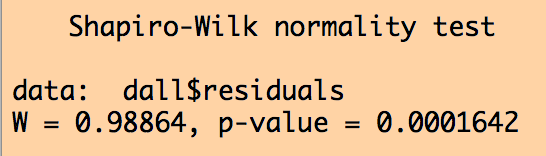 Shapiro-Wilk normality test
data:  dall$residuals
W = 0.98864, p-value = 0.0001642